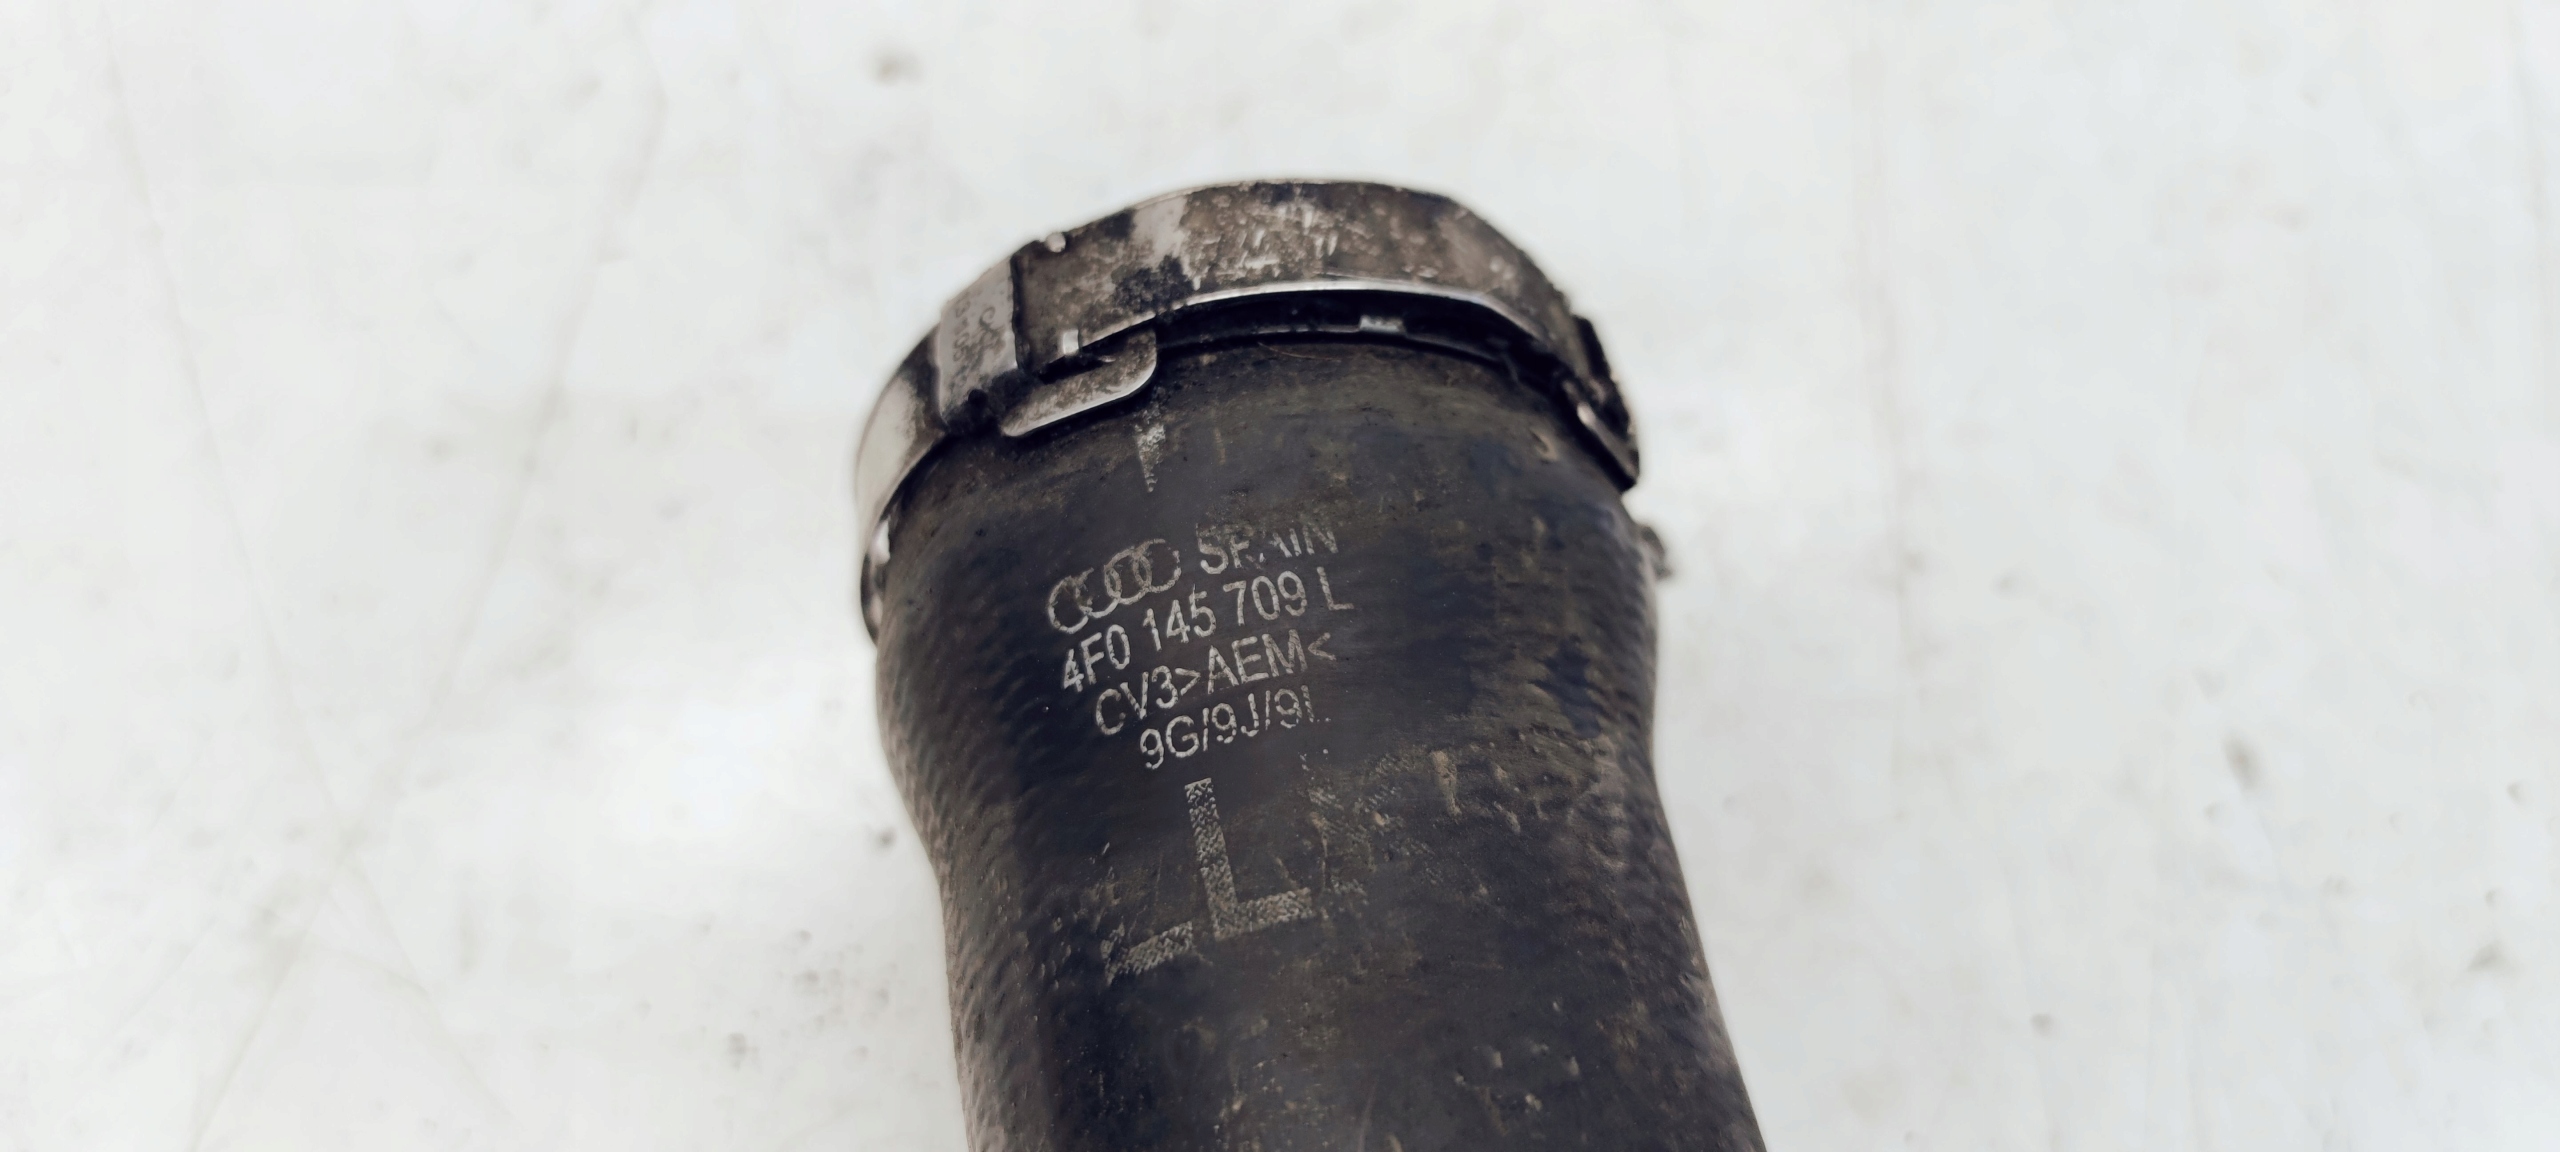 SPAIN
4F0 145 709 L
CV3>AEM<
9G/9J/9L
L